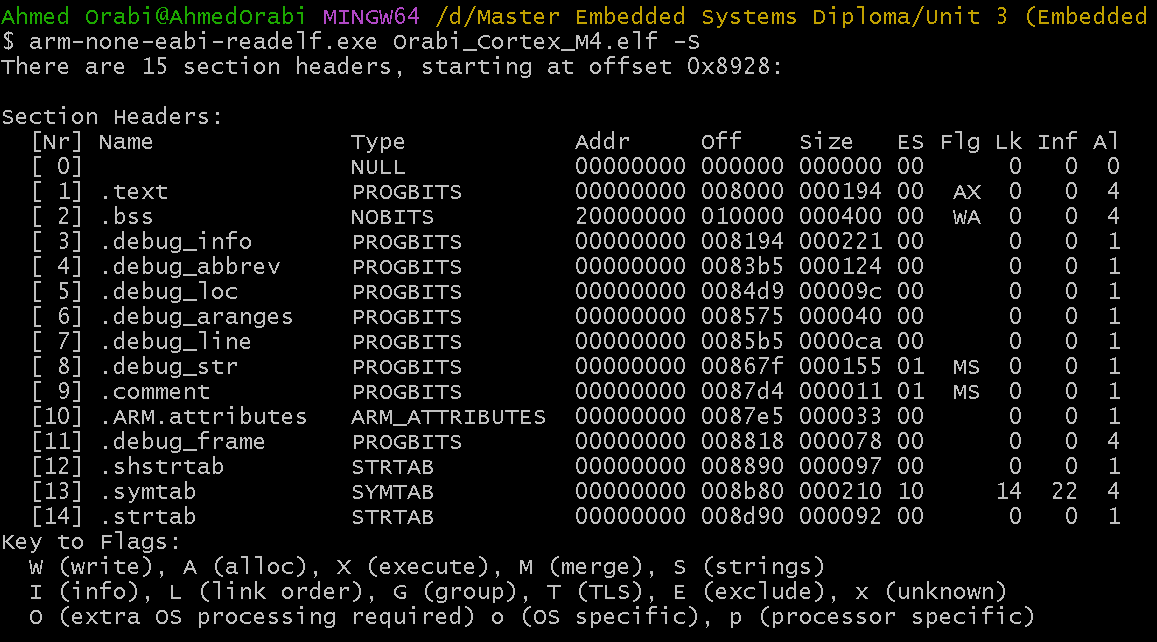 Ahmed Orabi@AhmedOrabi MINGW64 /d/Master Embedded Systems Diploma/Unit 3 (Embedded
$ arm-none-eabi-readelf.exe Orabi_Cortex_M4.elf -S
There are 15 section headers, starting at offset 0x8928:

Section Headers:
  [Nr] Name              Type            Addr     Off    Size   ES Flg Lk Inf Al
  [ 0]                   NULL            00000000 000000 000000 00      0   0  0
  [ 1] .text             PROGBITS        00000000 008000 000194 00  AX  0   0  4
  [ 2] .bss              NOBITS          20000000 010000 000400 00  WA  0   0  4
  [ 3] .debug_info       PROGBITS        00000000 008194 000221 00      0   0  1
  [ 4] .debug_abbrev     PROGBITS        00000000 0083b5 000124 00      0   0  1
  [ 5] .debug_loc        PROGBITS        00000000 0084d9 00009c 00      0   0  1
  [ 6] .debug_aranges    PROGBITS        00000000 008575 000040 00      0   0  1
  [ 7] .debug_line       PROGBITS        00000000 0085b5 0000ca 00      0   0  1
  [ 8] .debug_str        PROGBITS        00000000 00867f 000155 01  MS  0   0  1
  [ 9] .comment          PROGBITS        00000000 0087d4 000011 01  MS  0   0  1
  [10] .ARM.attributes   ARM_ATTRIBUTES  00000000 0087e5 000033 00      0   0  1
  [11] .debug_frame      PROGBITS        00000000 008818 000078 00      0   0  4
  [12] .shstrtab         STRTAB          00000000 008890 000097 00      0   0  1
  [13] .symtab           SYMTAB          00000000 008b80 000210 10     14  22  4
  [14] .strtab           STRTAB          00000000 008d90 000092 00      0   0  1
Key to Flags:
  W (write), A (alloc), X (execute), M (merge), S (strings)
  I (info), L (link order), G (group), T (TLS), E (exclude), x (unknown)
  O (extra OS processing required) o (OS specific), p (processor specific)